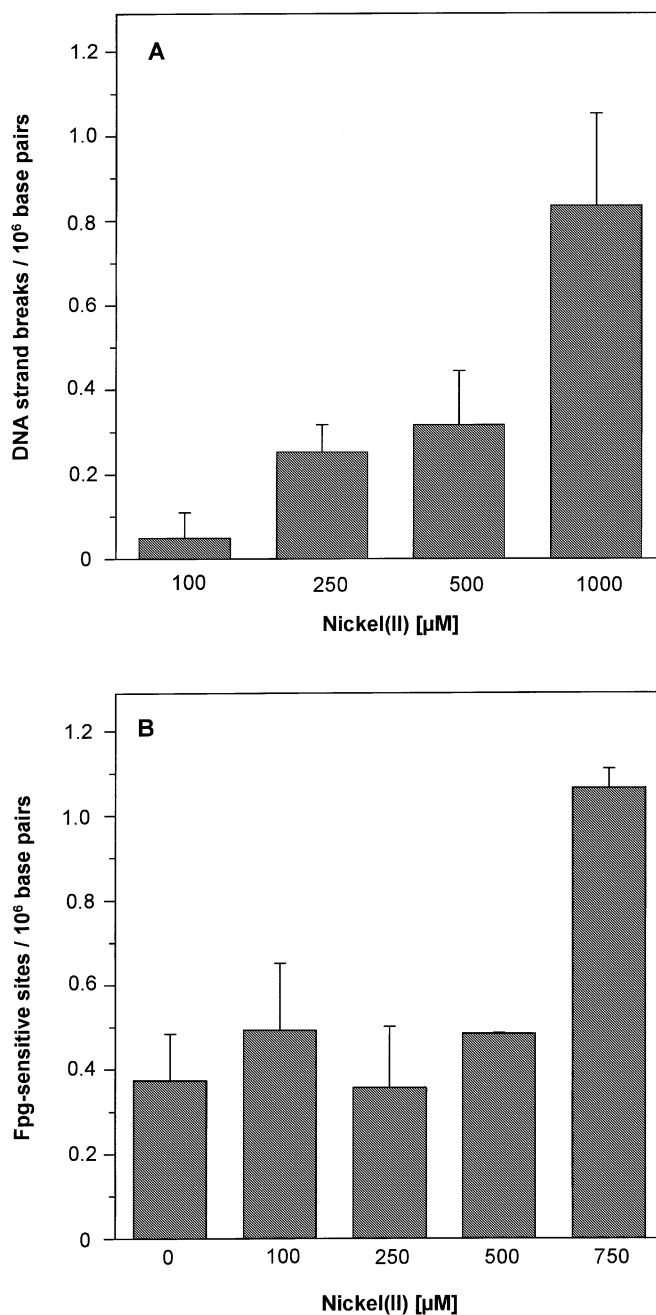 A
DNA strand breaks / 10⁶ base pairs
1.2
1.0
0.8
0.6
0.4
0.2
0
100 250 500 1000
Nickel(II) [µM]
B
Fpg-sensitive sites / 10⁶ base pairs
1.2
1.0
0.8
0.6
0.4
0.2
0
0 100 250 500 750
Nickel(II) [µM]